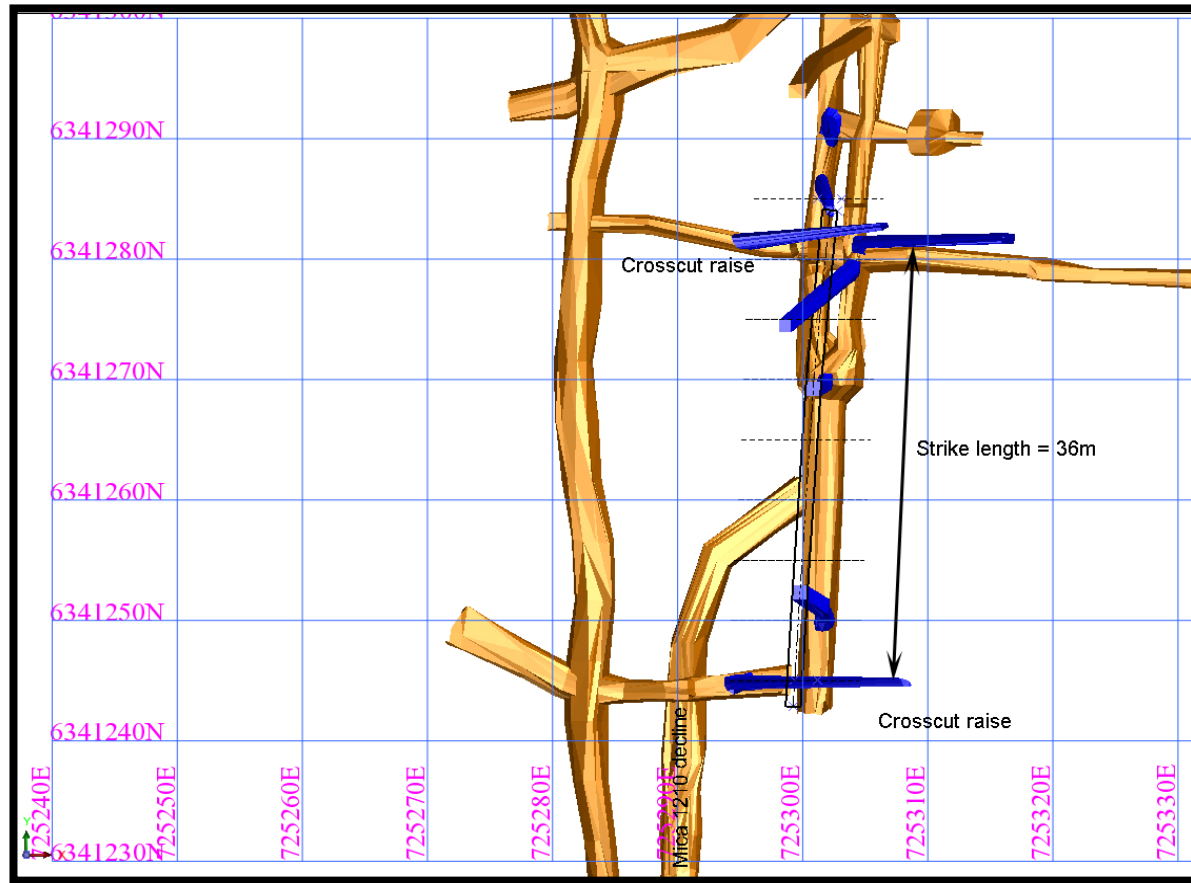 6341300N
6341290N
6341280N
Crosscut raise
6341270N
Strike length = 36m
6341260N
6341250N
Crosscut raise
6341240N
Mica 1210 decline
725240E
725250E
725260E
725270E
725280E
725290E
725300E
725310E
725320E
725330E
6341230N
Y
X